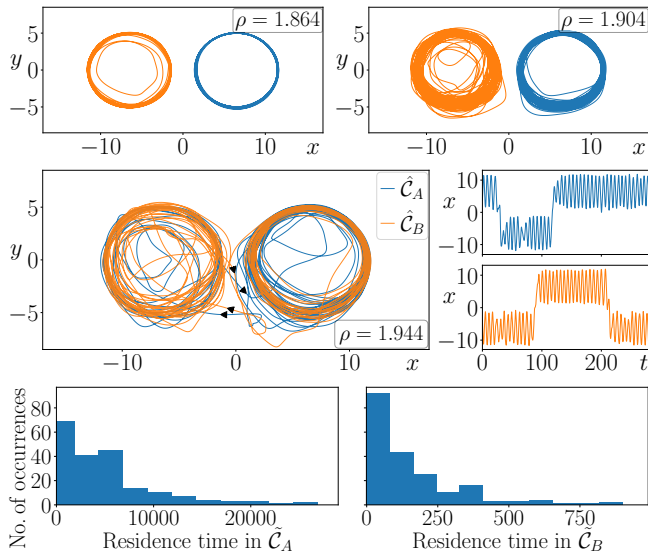 ρ = 1.864
y 5 0 −5
−10 0 10 x
ρ = 1.904
y 5 0 −5
−10 0 10 x
y 5 0 −5
Ĉ_A
Ĉ_B
ρ = 1.944
−10 0 10 x
x 10 0 −10
x 10 0 −10
0 100 200 t
No. of occurrences
80 60 40 20 0
0 10000 20000
Residence time in C̃_A
0 250 500 750
Residence time in C̃_B